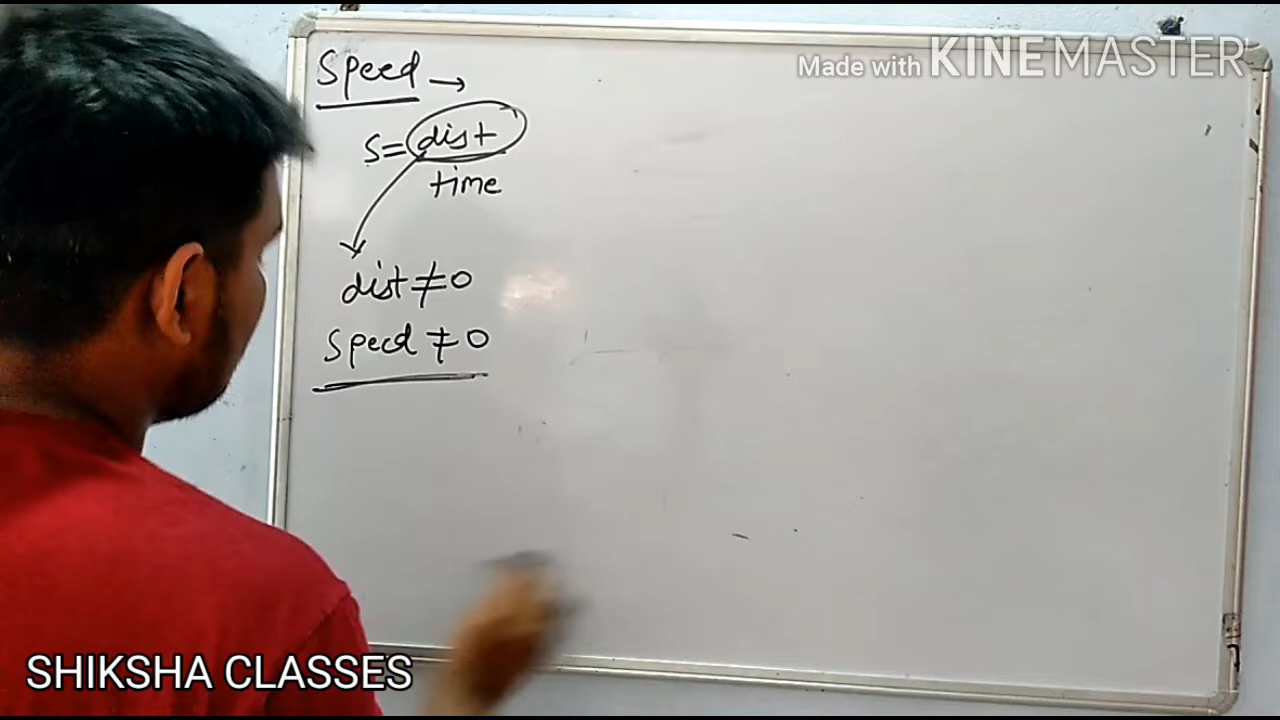 Made with KINEMASTER
Speed →
S = dist
time
dist ≠ 0
Speed ≠ 0
SHIKSHA CLASSES